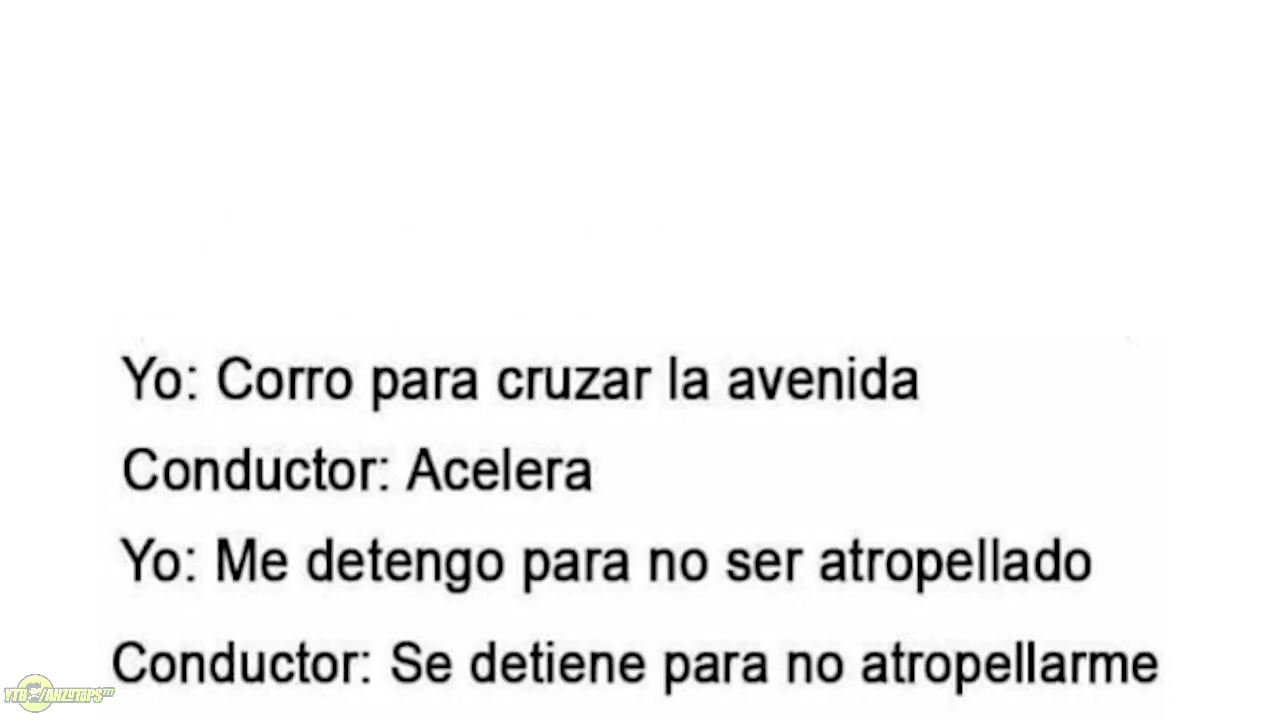 Yo: Corro para cruzar la avenida
Conductor: Acelera
Yo: Me detengo para no ser atropellado
Conductor: Se detiene para no atropellarme